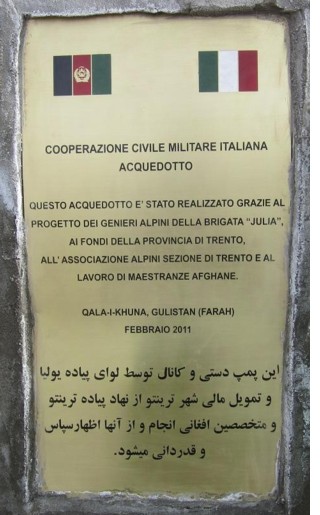 COOPERAZIONE CIVILE MILITARE ITALIANA
ACQUEDOTTO
QUESTO ACQUEDOTTO E' STATO REALIZZATO GRAZIE AL
PROGETTO DEI GENIERI ALPINI DELLA BRIGATA "JULIA",
AI FONDI DELLA PROVINCIA DI TRENTO,
ALL' ASSOCIAZIONE ALPINI SEZIONE DI TRENTO E AL
LAVORO DI MAESTRANZE AFGHANE.
QALA-I-KHUNA, GULISTAN (FARAH)
FEBBRAIO 2011
این پمپ دستی و کانال توسط لوای پیاده یولیا
و تمویل مالی شهر ترینتو از نهاد پیاده ترینتو
و متخصصین افغانی انجام و از آنها اظهارسپاس
و قدردانی میشود.